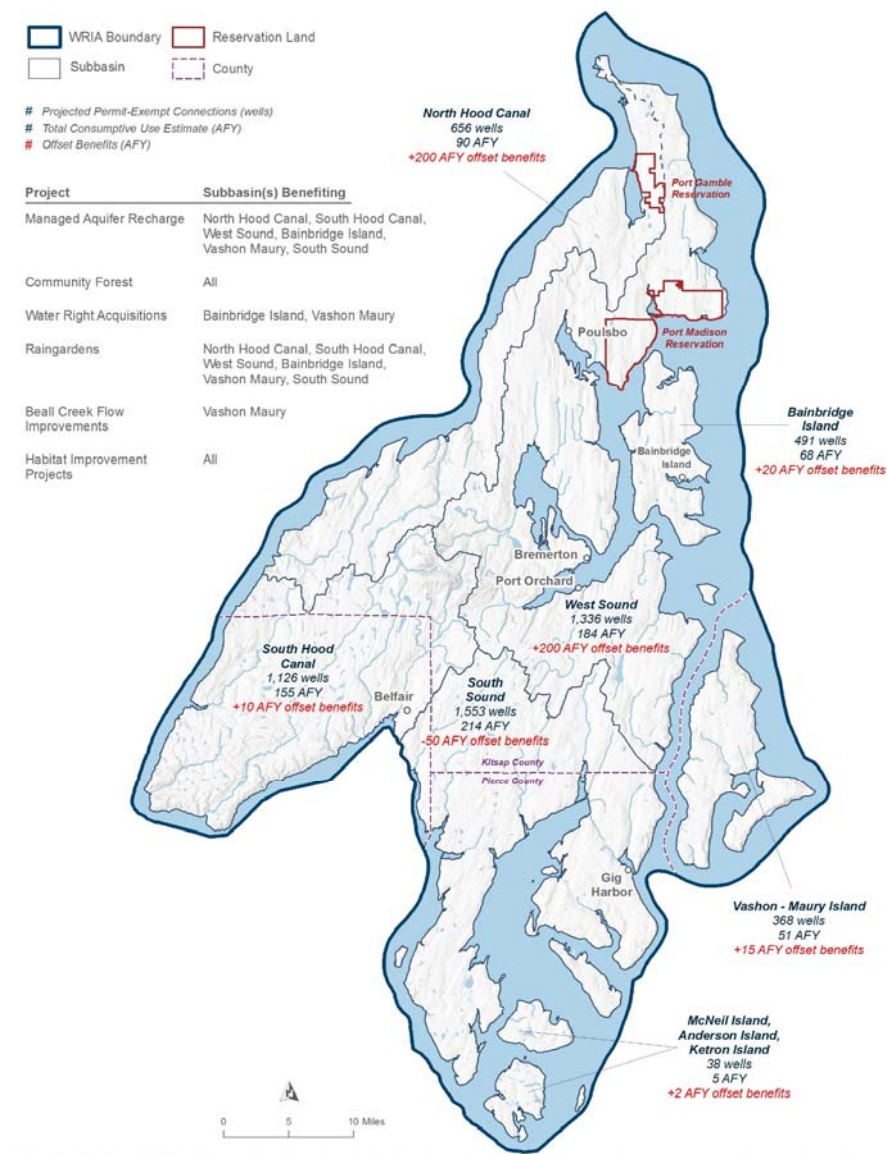 WRIA Boundary
Reservation Land
Subbasin
County
# Projected Permit-Exempt Connections (wells)
# Total Consumptive Use Estimate (AFY)
# Offset Benefits (AFY)
Project
Subbasin(s) Benefiting
Managed Aquifer Recharge
North Hood Canal, South Hood Canal,
West Sound, Bainbridge Island,
Vashon Maury, South Sound
Community Forest
All
Water Right Acquisitions
Bainbridge Island, Vashon Maury
Raingardens
North Hood Canal, South Hood Canal,
West Sound, Bainbridge Island,
Vashon Maury, South Sound
Beall Creek Flow
Improvements
Vashon Maury
Habitat Improvement
Projects
All
North Hood Canal
656 wells
90 AFY
+200 AFY offset benefits
Port Gamble
Reservation
Port Madison
Reservation
Poulsbo
Bainbridge
Island
491 wells
68 AFY
+20 AFY offset benefits
Bainbridge
Island
Bremerton
Port Orchard
West Sound
1,336 wells
184 AFY
+200 AFY offset benefits
South Hood
Canal
1,126 wells
155 AFY
+10 AFY offset benefits
Belfair
South
Sound
1,553 wells
214 AFY
-50 AFY offset benefits
Kitsap County
Pierce County
Gig
Harbor
Vashon - Maury Island
368 wells
51 AFY
+15 AFY offset benefits
McNeil Island,
Anderson Island,
Ketron Island
38 wells
5 AFY
+2 AFY offset benefits
N
0 5 10 Miles